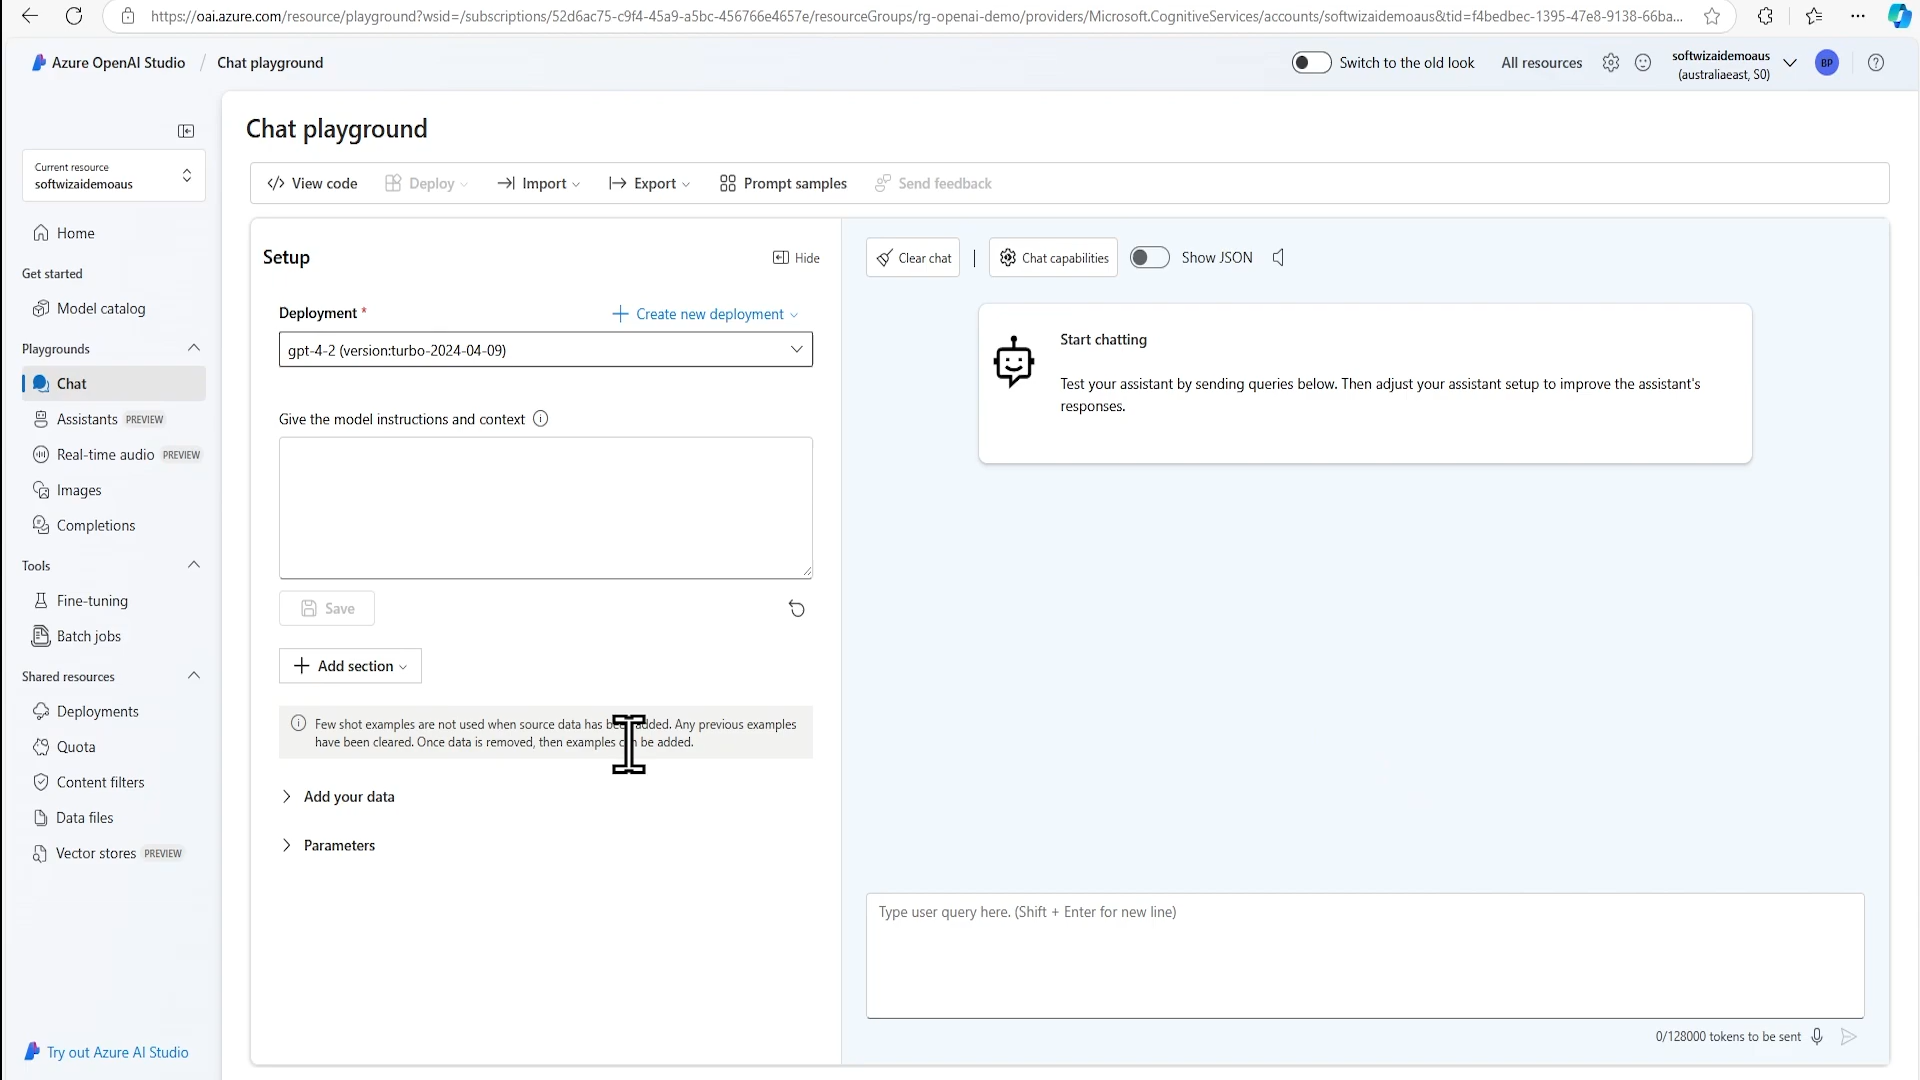 https://oai.azure.com/resource/playground?wsid=/subscriptions/52d6ac75-c9f4-45a9-a5bc-456766e4657e/resourceGroups/rg-openai-demo/providers/Microsoft.CognitiveServices/accounts/softwizaidemoaus&tid=f4bedbec-1395-47e8-9138-66ba...
Azure OpenAI Studio / Chat playground
Switch to the old look
All resources
softwizaidemoaus
(australiaeast, S0)
BP
Current resource
softwizaidemoaus
Home
Get started
Model catalog
Playgrounds
Chat
Assistants PREVIEW
Real-time audio PREVIEW
Images
Completions
Tools
Fine-tuning
Batch jobs
Shared resources
Deployments
Quota
Content filters
Data files
Vector stores PREVIEW
Try out Azure AI Studio
Chat playground
View code
Deploy
Import
Export
Prompt samples
Send feedback
Setup
Hide
Deployment *
Create new deployment
gpt-4-2 (version:turbo-2024-04-09)
Give the model instructions and context
Save
Add section
Few shot examples are not used when source data has been added. Any previous examples
have been cleared. Once data is removed, then examples can be added.
Add your data
Parameters
Clear chat
Chat capabilities
Show JSON
Start chatting
Test your assistant by sending queries below. Then adjust your assistant setup to improve the assistant's
responses.
Type user query here. (Shift + Enter for new line)
0/128000 tokens to be sent